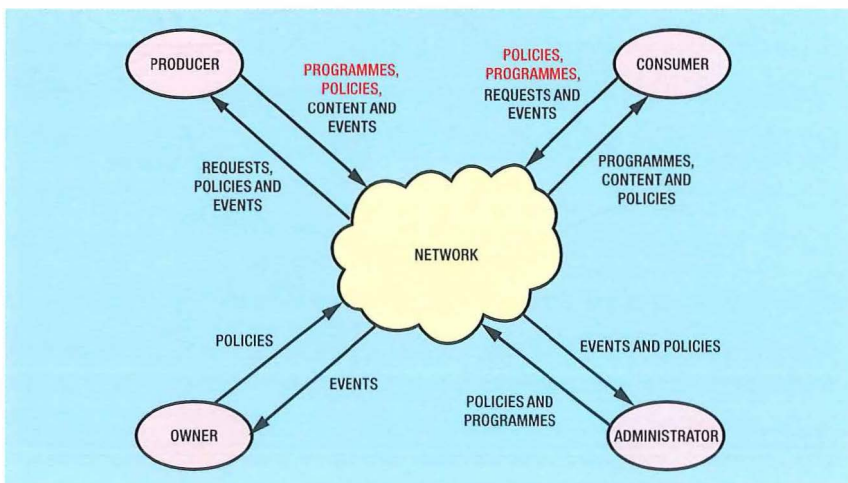 PRODUCER
PROGRAMMES,
POLICIES,
CONTENT AND
EVENTS
POLICIES,
PROGRAMMES,
REQUESTS AND
EVENTS
CONSUMER
REQUESTS,
POLICIES AND
EVENTS
PROGRAMMES,
CONTENT AND
POLICIES
NETWORK
POLICIES
EVENTS
EVENTS AND POLICIES
POLICIES AND
PROGRAMMES
OWNER
ADMINISTRATOR